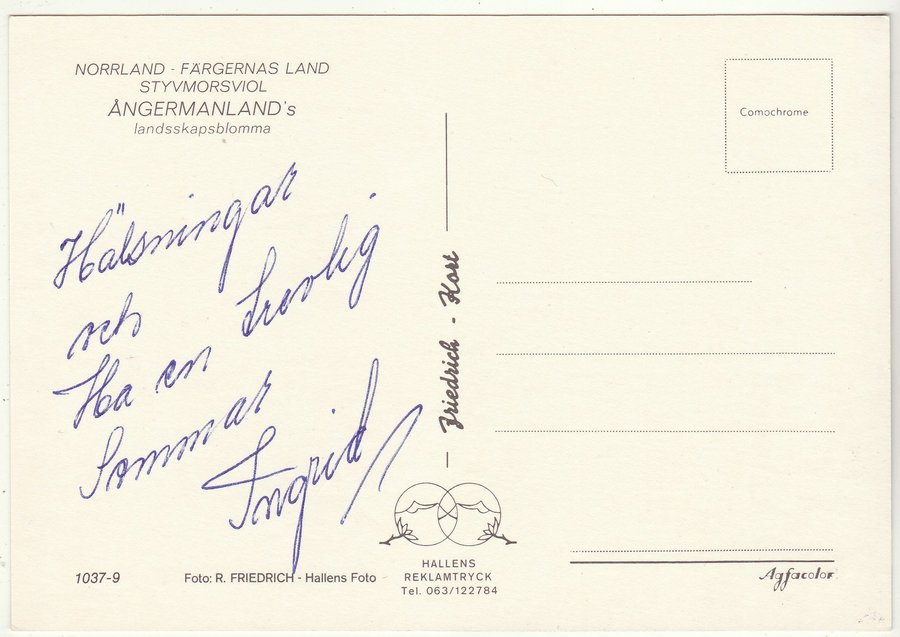 NORRLAND - FÄRGERNAS LAND
STYVMORSVIOL
ÅNGERMANLAND's
landsskapsblomma
Hälsningar
och
Ha en trevlig
Sommar
Ingrid
1037-9
Foto: R. FRIEDRICH - Hallens Foto
Friedrich - Kort
HALLENS
REKLAMTRYCK
Tel. 063/122784
Comochrome
Agfacolor